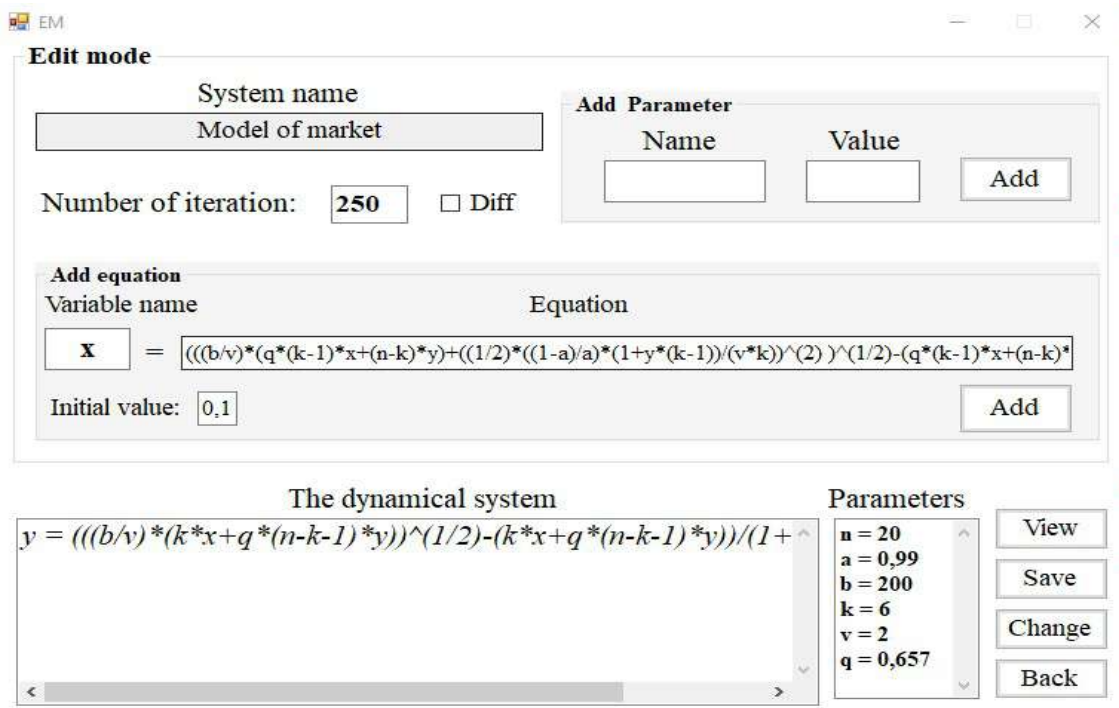 EM
Edit mode
System name
Model of market
Number of iteration: 250 Diff
Add Parameter
Name Value
Add
Add equation
Variable name Equation
x = (((b/v)*(q*(k-1)*x+(n-k)*y)+((1/2)*((1-a)/a)*(1+y*(k-1))/(v*k))^(2) )^(1/2)-(q*(k-1)*x+(n-k)*
Initial value: 0,1 Add
The dynamical system
y = (((b/v)*(k*x+q*(n-k-1)*y))^(1/2)-(k*x+q*(n-k-1)*y))/(1+
Parameters
n = 20
a = 0,99
b = 200
k = 6
v = 2
q = 0,657
View
Save
Change
Back